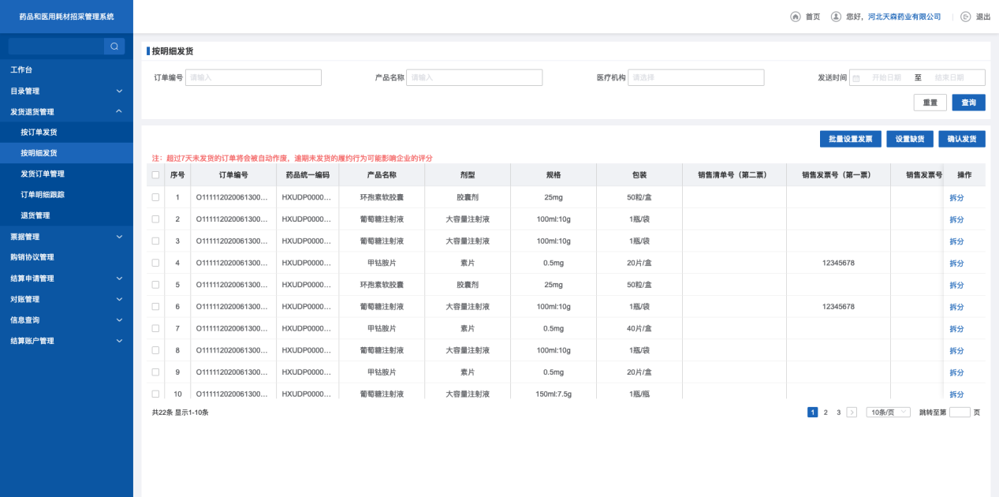 药品和医用耗材招采管理系统
首页 您好，河北天森药业有限公司 退出
工作台
目录管理
发货退货管理
按订单发货
按明细发货
发货订单管理
订单明细跟踪
退货管理
票据管理
购销协议管理
结算申请管理
对账管理
信息查询
结算账户管理
按明细发货
订单编号 请输入 产品名称 请输入 医疗机构 请选择 发送时间 开始日期 至 结束日期
重置 查询
批量设置发票 设置缺货 确认发货
注：超过7天未发货的订单将会被自动作废，逾期未发货的履约行为可能影响企业的评分
序号 订单编号 药品统一编码 产品名称 剂型 规格 包装 销售清单号（第二票） 销售发票号（第一票） 销售发票号 操作
1 O111112020061300... HXUDP0000... 环孢素软胶囊 胶囊剂 25mg 50粒/盒 拆分
2 O111112020061300... HXUDP0000... 葡萄糖注射液 大容量注射液 100ml:10g 1瓶/袋 拆分
3 O111112020061300... HXUDP0000... 葡萄糖注射液 大容量注射液 100ml:10g 1瓶/袋 拆分
4 O111112020061300... HXUDP0000... 甲钴胺片 素片 0.5mg 20片/盒 12345678 拆分
5 O111112020061300... HXUDP0000... 环孢素软胶囊 胶囊剂 25mg 50粒/盒 拆分
6 O111112020061300... HXUDP0000... 葡萄糖注射液 大容量注射液 100ml:10g 1瓶/袋 12345678 拆分
7 O111112020061300... HXUDP0000... 甲钴胺片 素片 0.5mg 40片/盒 拆分
8 O111112020061300... HXUDP0000... 葡萄糖注射液 大容量注射液 100ml:10g 1瓶/袋 拆分
9 O111112020061300... HXUDP0000... 甲钴胺片 素片 0.5mg 20片/盒 拆分
10 O111112020061300... HXUDP0000... 葡萄糖注射液 大容量注射液 150ml:7.5g 1瓶/瓶 拆分
共22条 显示1-10条 1 2 3 10条/页 跳转至第 页